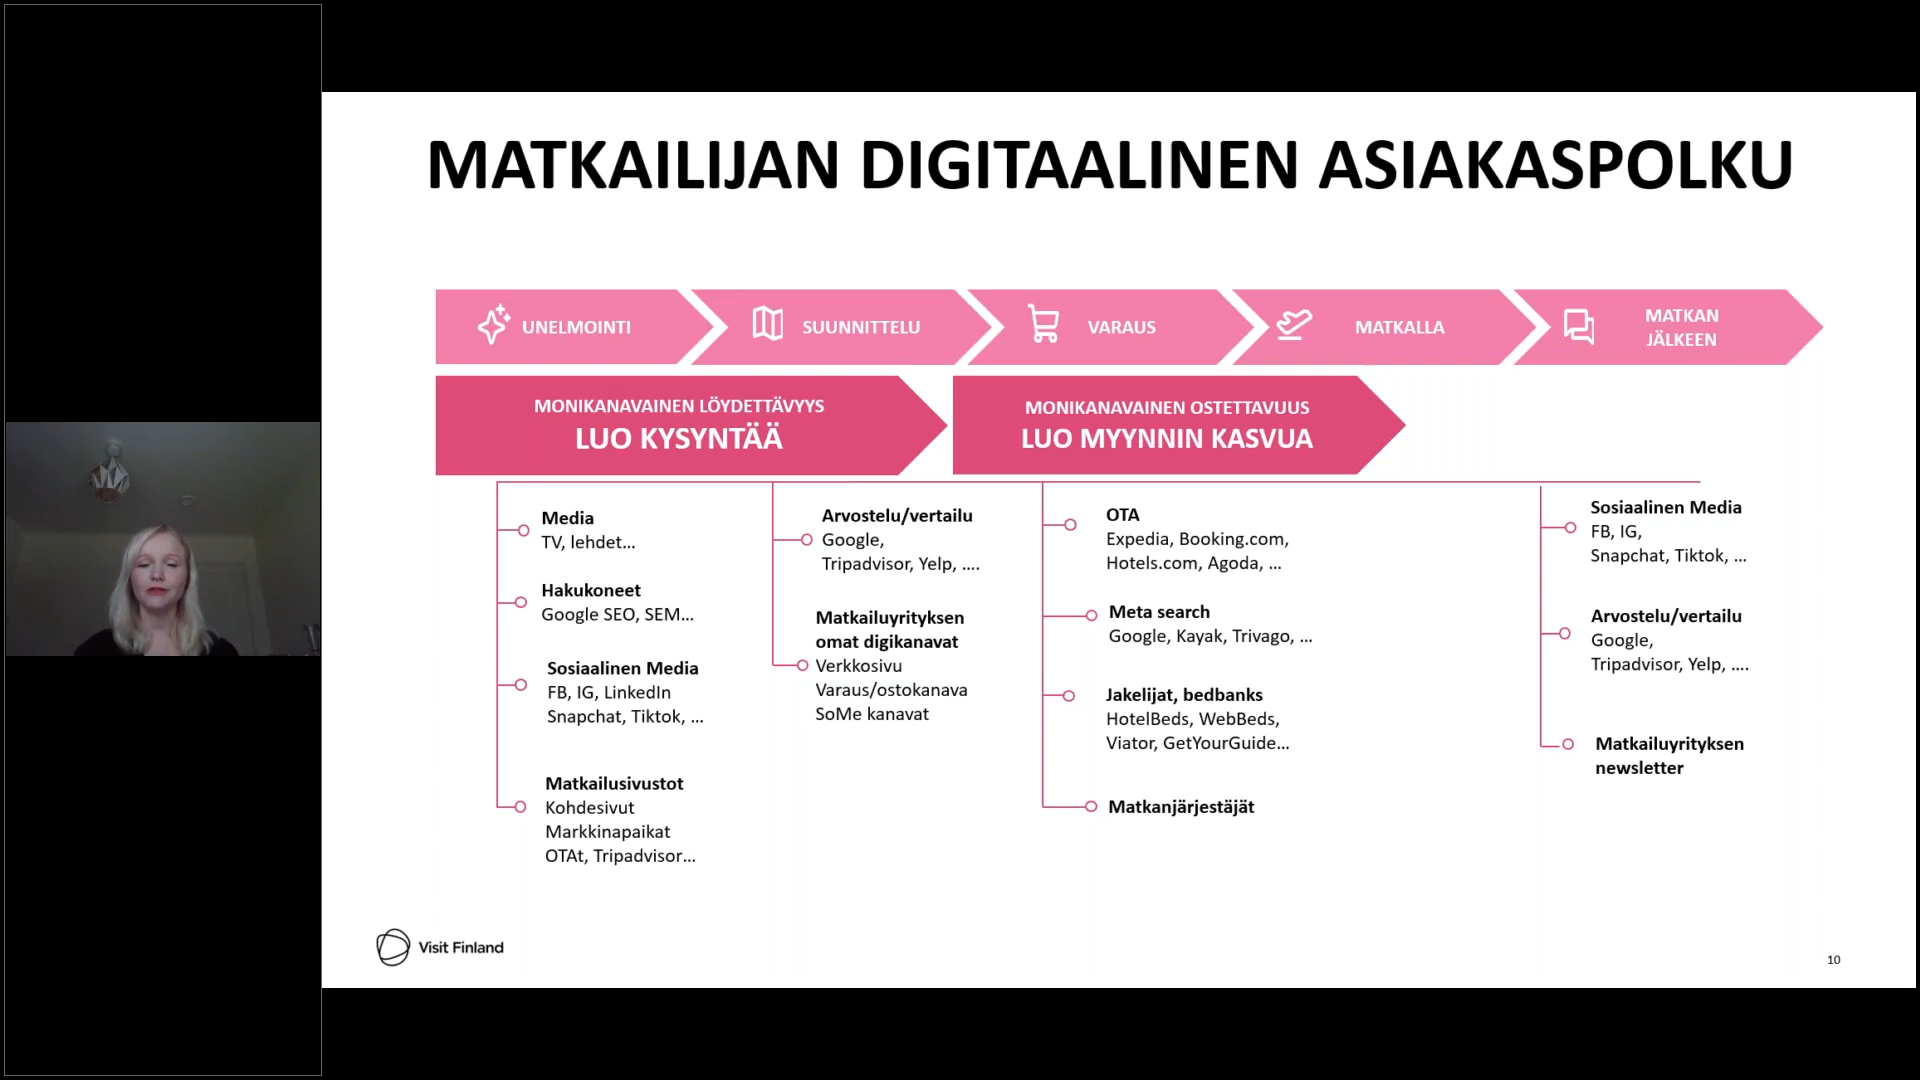 MATKAILIJAN DIGITAALINEN ASIAKASPOLKU
UNELMOINTI
SUUNNITTELU
VARAUS
MATKALLA
MATKAN
JÄLKEEN
MONIKANAVAINEN LÖYDETTÄVYYS
LUO KYSYNTÄÄ
MONIKANAVAINEN OSTETTAVUUS
LUO MYYNNIN KASVUA
Media
TV, lehdet...
Hakukoneet
Google SEO, SEM...
Sosiaalinen Media
FB, IG, LinkedIn
Snapchat, Tiktok, ...
Matkailusivustot
Kohdesivut
Markkinapaikat
OTAt, Tripadvisor...
Arvostelu/vertailu
Google,
Tripadvisor, Yelp, ....
Matkailuyrityksen
omat digikanavat
Verkkosivu
Varaus/ostokanava
SoMe kanavat
OTA
Expedia, Booking.com,
Hotels.com, Agoda, ...
Meta search
Google, Kayak, Trivago, ...
Jakelijat, bedbanks
HotelBeds, WebBeds,
Viator, GetYourGuide...
Matkanjärjestäjät
Sosiaalinen Media
FB, IG,
Snapchat, Tiktok, ...
Arvostelu/vertailu
Google,
Tripadvisor, Yelp, ....
Matkailuyrityksen
newsletter
Visit Finland
10